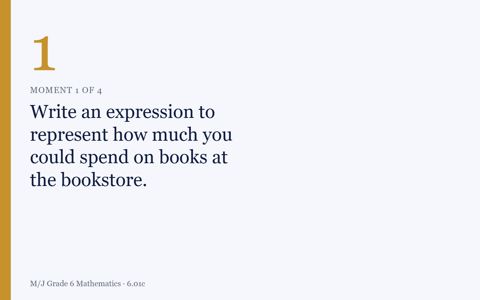 1
MOMENT 1 OF 4
Write an expression to
represent how much you
could spend on books at
the bookstore.
M/J Grade 6 Mathematics · 6.01c